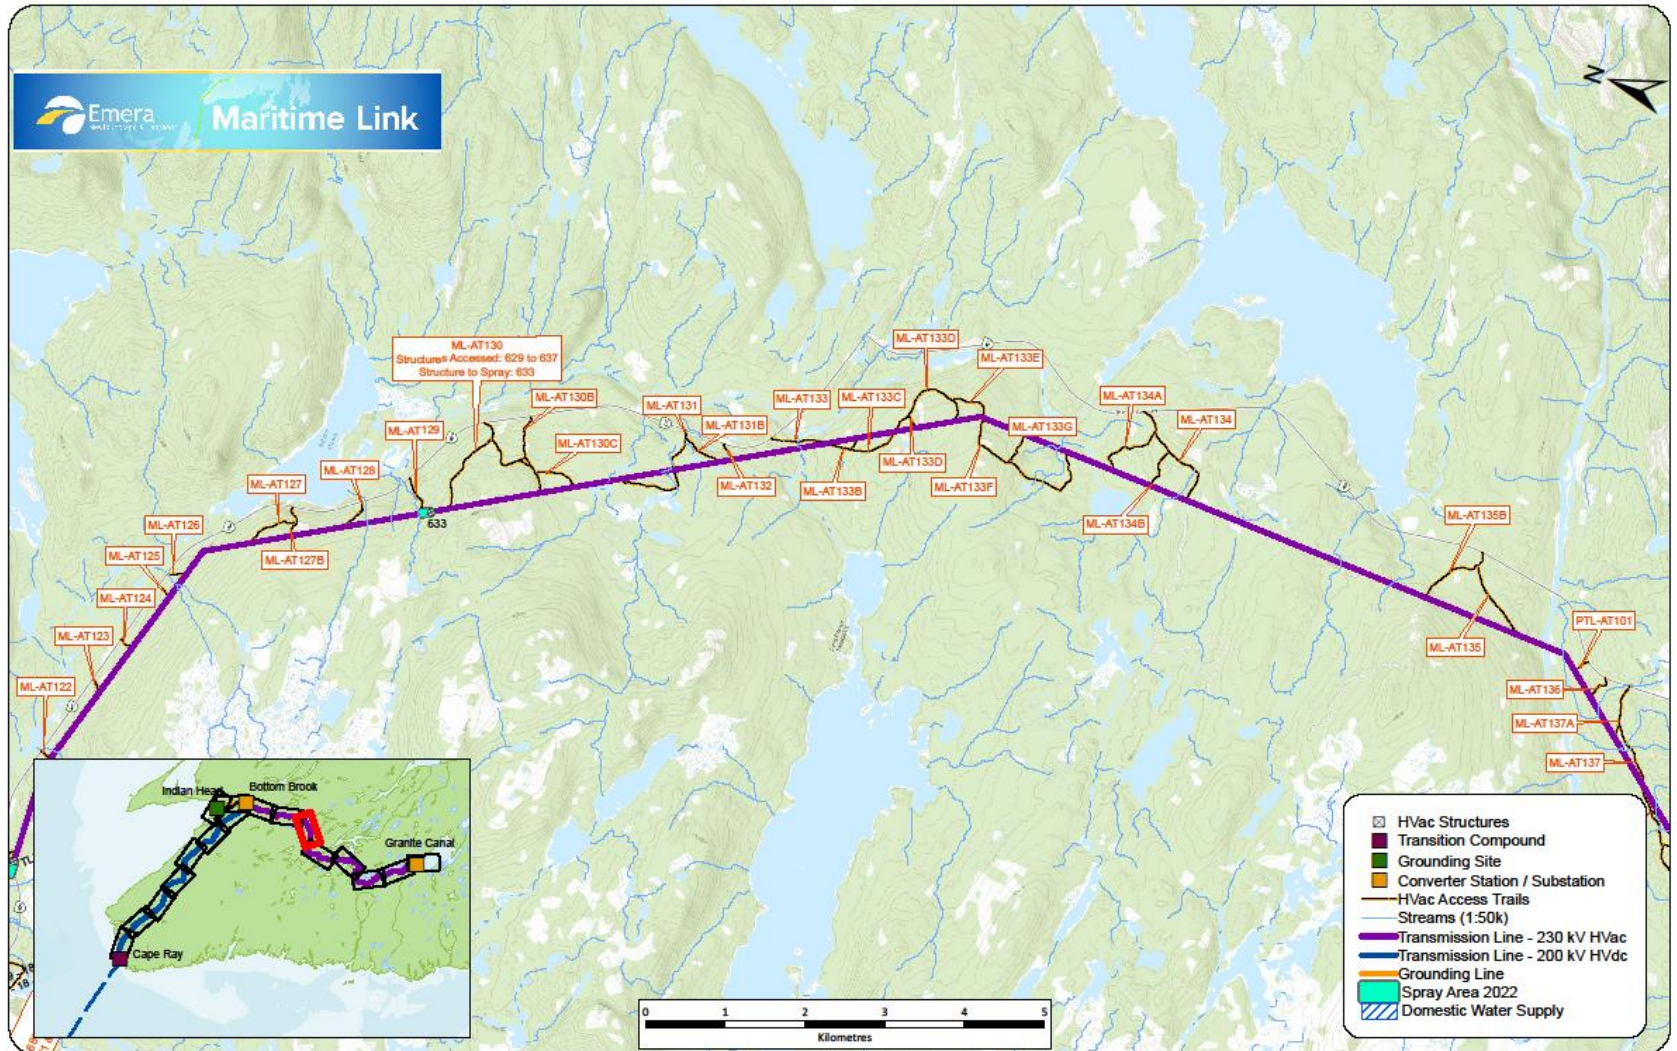 N
Emera
Maritime Link
ML-AT130
Structures Accessed: 629 to 637
Structure to Spray: 633
ML-AT133D
ML-AT133E
ML-AT130B
ML-AT131
ML-AT133
ML-AT133C
ML-AT134A
ML-AT129
ML-AT131B
ML-AT134
ML-AT130C
ML-AT133G
ML-AT128
ML-AT133D
ML-AT127
ML-AT132
ML-AT133B
ML-AT133F
ML-AT126
633
ML-AT134B
ML-AT135B
ML-AT125
ML-AT127B
ML-AT124
ML-AT123
PTL-AT101
ML-AT135
ML-AT122
ML-AT136
ML-AT137A
ML-AT137
Indian Head
Bottom Brook
Granite Canal
Cape Ray
HVac Structures
Transition Compound
Grounding Site
Converter Station / Substation
HVac Access Trails
Streams (1:50k)
Transmission Line - 230 kV HVac
Transmission Line - 200 kV HVdc
Grounding Line
Spray Area 2022
Domestic Water Supply
0 1 2 3 4 5
Kilometres